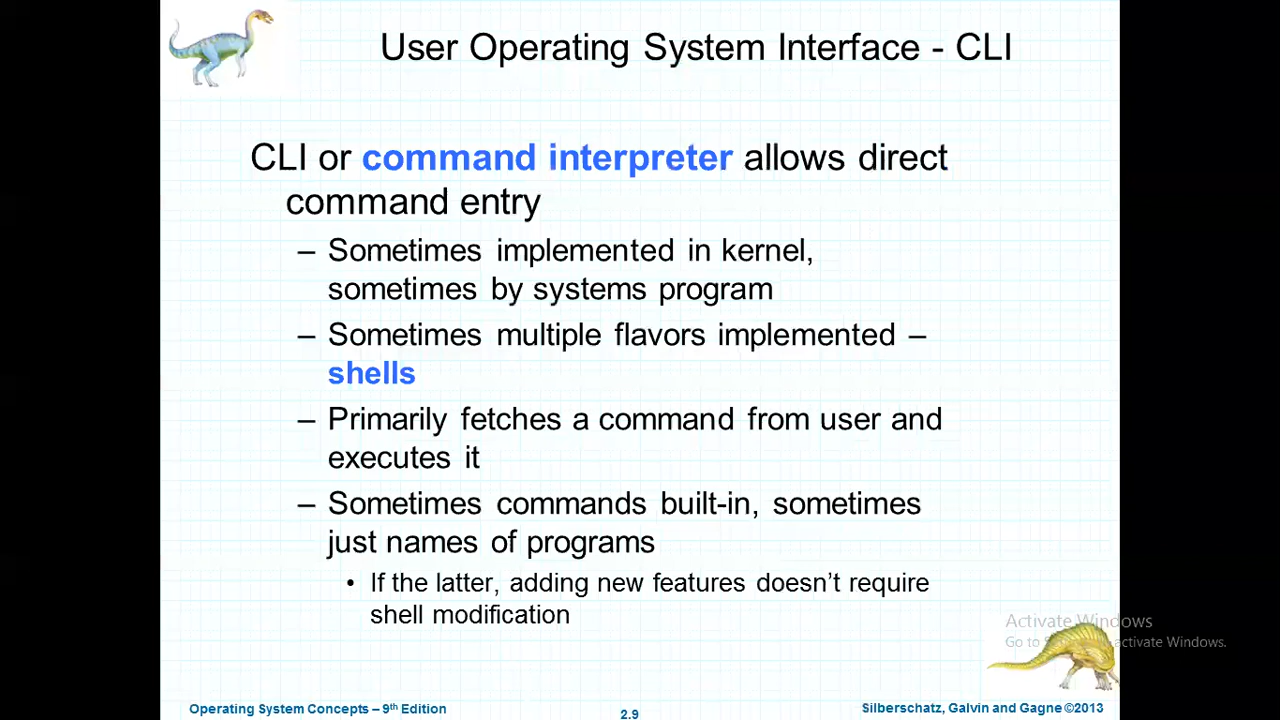 User Operating System Interface - CLI
CLI or command interpreter allows direct
command entry
– Sometimes implemented in kernel,
sometimes by systems program
– Sometimes multiple flavors implemented –
shells
– Primarily fetches a command from user and
executes it
– Sometimes commands built-in, sometimes
just names of programs
• If the latter, adding new features doesn’t require
shell modification
Activate Windows
Go to activate Windows.
Operating System Concepts – 9th Edition
2.9
Silberschatz, Galvin and Gagne ©2013